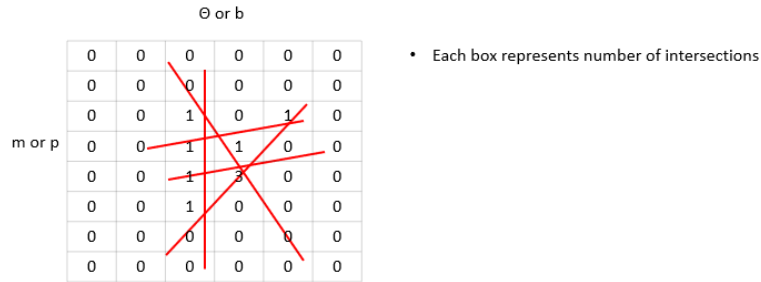 Θ or b
0 0 0 0 0 0
0 0 0 0 0 0
0 0 1 0 1 0
m or p 0 0 1 1 0 0
0 0 1 3 0 0
0 0 1 0 0 0
0 0 0 0 0 0
0 0 0 0 0 0
• Each box represents number of intersections